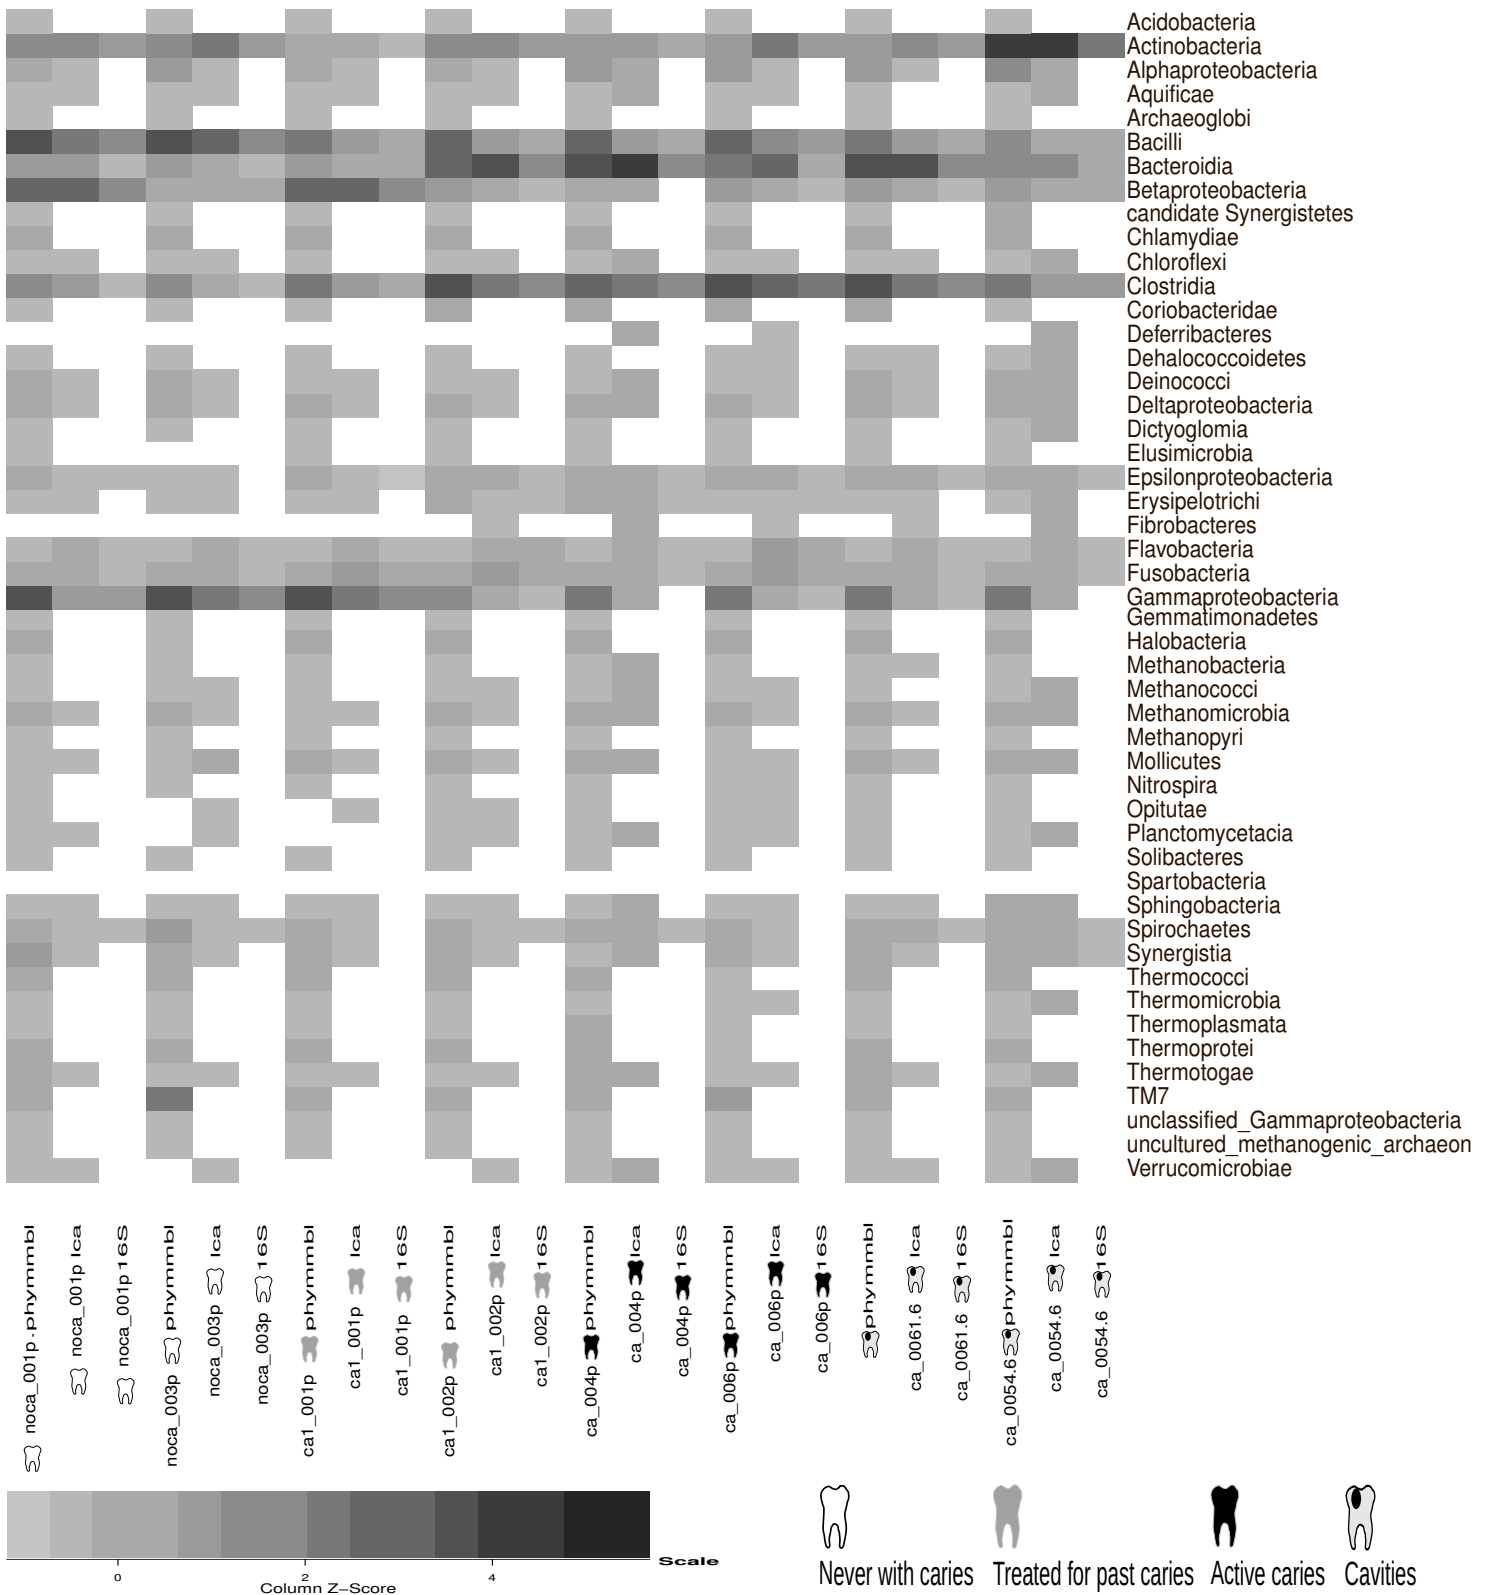 Acidobacteria
Actinobacteria
Alphaproteobacteria
Aquificae
Archaeoglobi
Bacilli
Bacteroidia
Betaproteobacteria
candidate Synergistetes
Chlamydiae
Chloroflexi
Clostridia
Coriobacteridae
Deferribacteres
Dehalococcoidetes
Deinococci
Deltaproteobacteria
Dictyoglomia
Elusimicrobia
Epsilonproteobacteria
Erysipelotrichi
Fibrobacteres
Flavobacteria
Fusobacteria
Gammaproteobacteria
Gemmatimonadetes
Halobacteria
Methanobacteria
Methanococci
Methanomicrobia
Methanopyri
Mollicutes
Nitrospira
Opitutae
Planctomycetacia
Solibacteres
Spartobacteria
Sphingobacteria
Spirochaetes
Synergistia
Thermococci
Thermomicrobia
Thermoplasmata
Thermoprotei
Thermotogae
TM7
unclassified_Gammaproteobacteria
uncultured_methanogenic_archaeon
Verrucomicrobiae
noca_001p .phymmbl
noca_001p lca
noca_001p 16S
noca_003p phymmbl
noca_003p lca
noca_003p 16S
ca1_001p phymmbl
ca1_001p lca
ca1_001p 16S
ca1_002p phymmbl
ca1_002p lca
ca1_002p 16S
ca_004p phymmbl
ca_004p lca
ca_004p 16S
ca_006p phymmbl
ca_006p lca
ca_006p 16S
phymmbl
ca_0061.6 lca
ca_0061.6 16S
ca_0054.6 phymmbl
ca_0054.6 lca
ca_0054.6 16S
0 2 4
Scale
Column Z−Score
Never with caries Treated for past caries Active caries Cavities